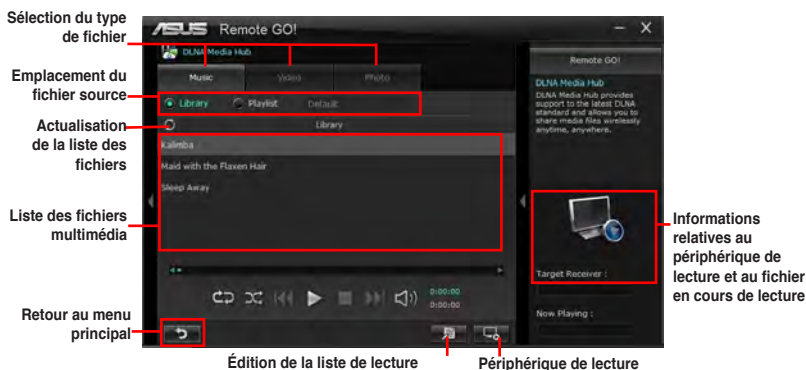 Sélection du type
de fichier
Emplacement du
fichier source
Actualisation
de la liste des
fichiers
Liste des fichiers
multimédia
Retour au menu
principal
ASUS Remote GO!
DLNA Media Hub
Music Video Photo
Library Playlist Default
Library
Kalimba
Maid with the Flaxen Hair
Sleep Away
0:00:00
0:00:00
Remote GO!
DLNA Media Hub
DLNA Media Hub provides
support to the latest DLNA
standard and allows you to
share media files wirelessly
anytime, anywhere.
Target Receiver :
Now Playing :
Informations
relatives au
périphérique de
lecture et au fichier
en cours de lecture
Édition de la liste de lecture
Périphérique de lecture